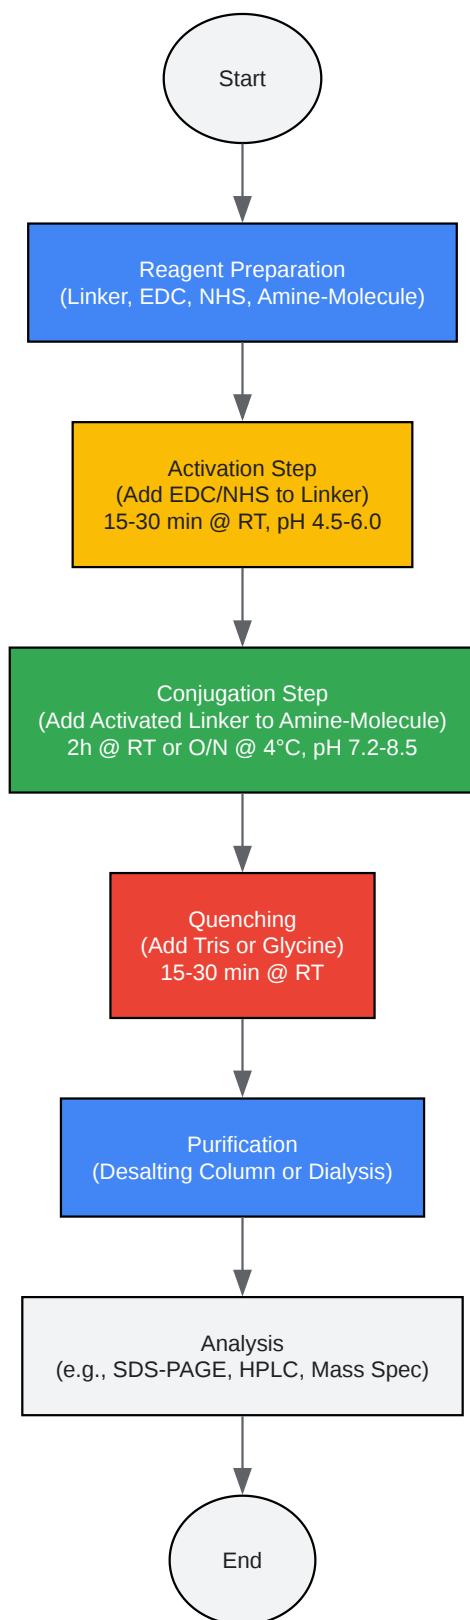 Start
Reagent Preparation
(Linker, EDC, NHS, Amine-Molecule)
Activation Step
(Add EDC/NHS to Linker)
15-30 min @ RT, pH 4.5-6.0
Conjugation Step
(Add Activated Linker to Amine-Molecule)
2h @ RT or O/N @ 4°C, pH 7.2-8.5
Quenching
(Add Tris or Glycine)
15-30 min @ RT
Purification
(Desalting Column or Dialysis)
Analysis
(e.g., SDS-PAGE, HPLC, Mass Spec)
End